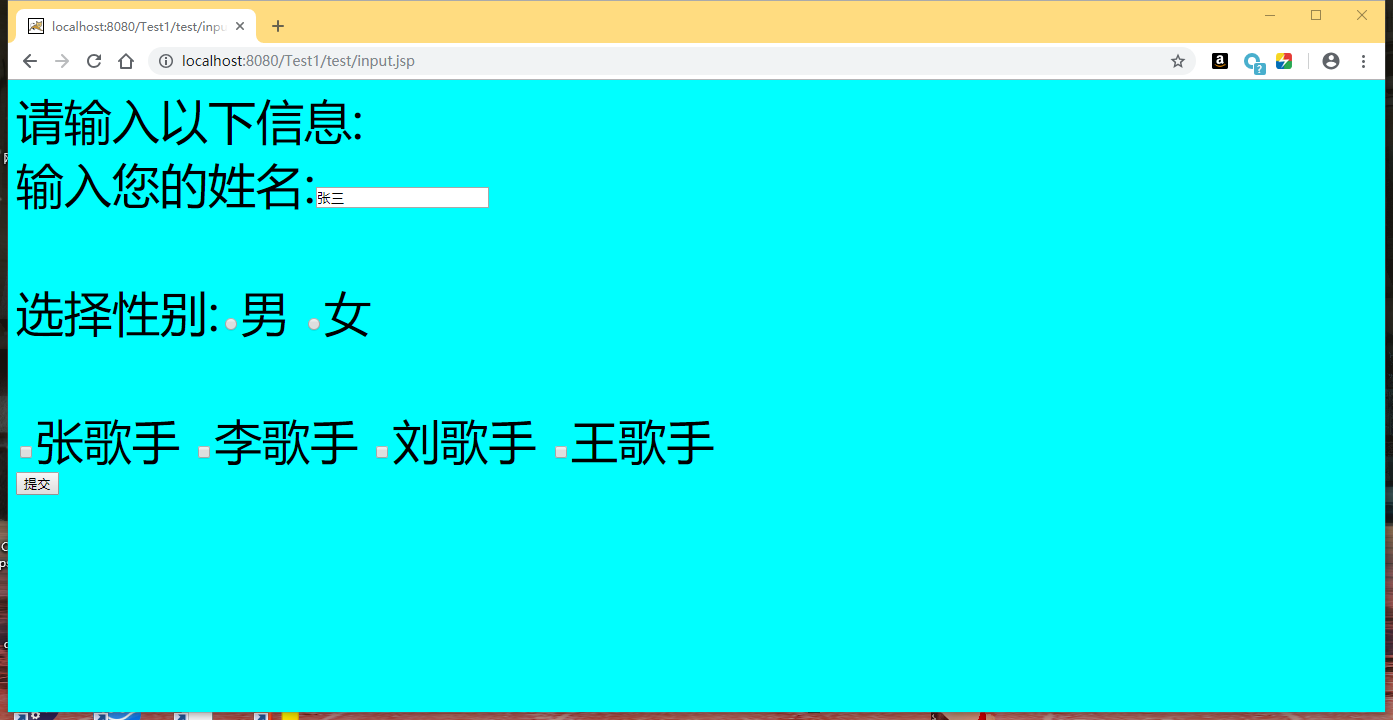 localhost:8080/Test1/test/inpu
localhost:8080/Test1/test/input.jsp
请输入以下信息:
输入您的姓名:张三
选择性别:男 女
张歌手 李歌手 刘歌手 王歌手
提交